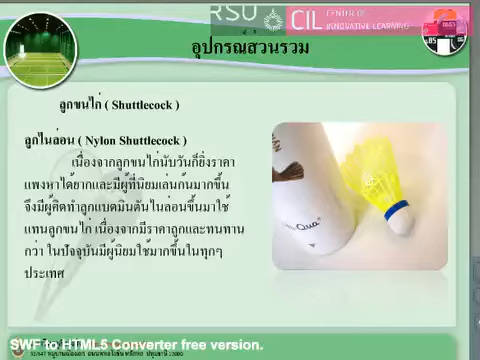 RSU
CIL
CENTER OF
INNOVATIVE LEARNING
อุปกรณ์ส่วนรวม
ลูกขนไก่ ( Shuttlecock )
ลูกไนล่อน ( Nylon Shuttlecock )
เนื่องจากลูกขนไก่นับวันก็ยิ่งราคา
แพงหาได้ยากและมีผู้ที่นิยมเล่นกันมากขึ้น
จึงมีผู้คิดทำลูกแบดมินตันไนล่อนขึ้นมาใช้
แทนลูกขนไก่ เนื่องจากมีราคาถูกและทนทาน
กว่า ในปัจจุบันมีผู้นิยมใช้มากขึ้นในทุกๆ
ประเทศ
SWF to HTML5 Converter free version.